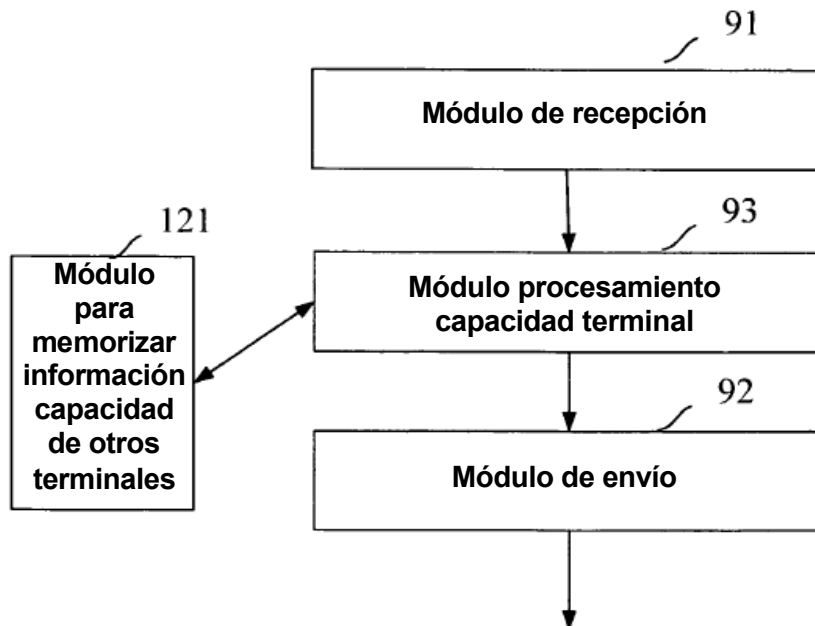 91
Módulo de recepción
93
Módulo procesamiento
capacidad terminal
121
Módulo
para
memorizar
información
capacidad
de otros
terminales
92
Módulo de envío